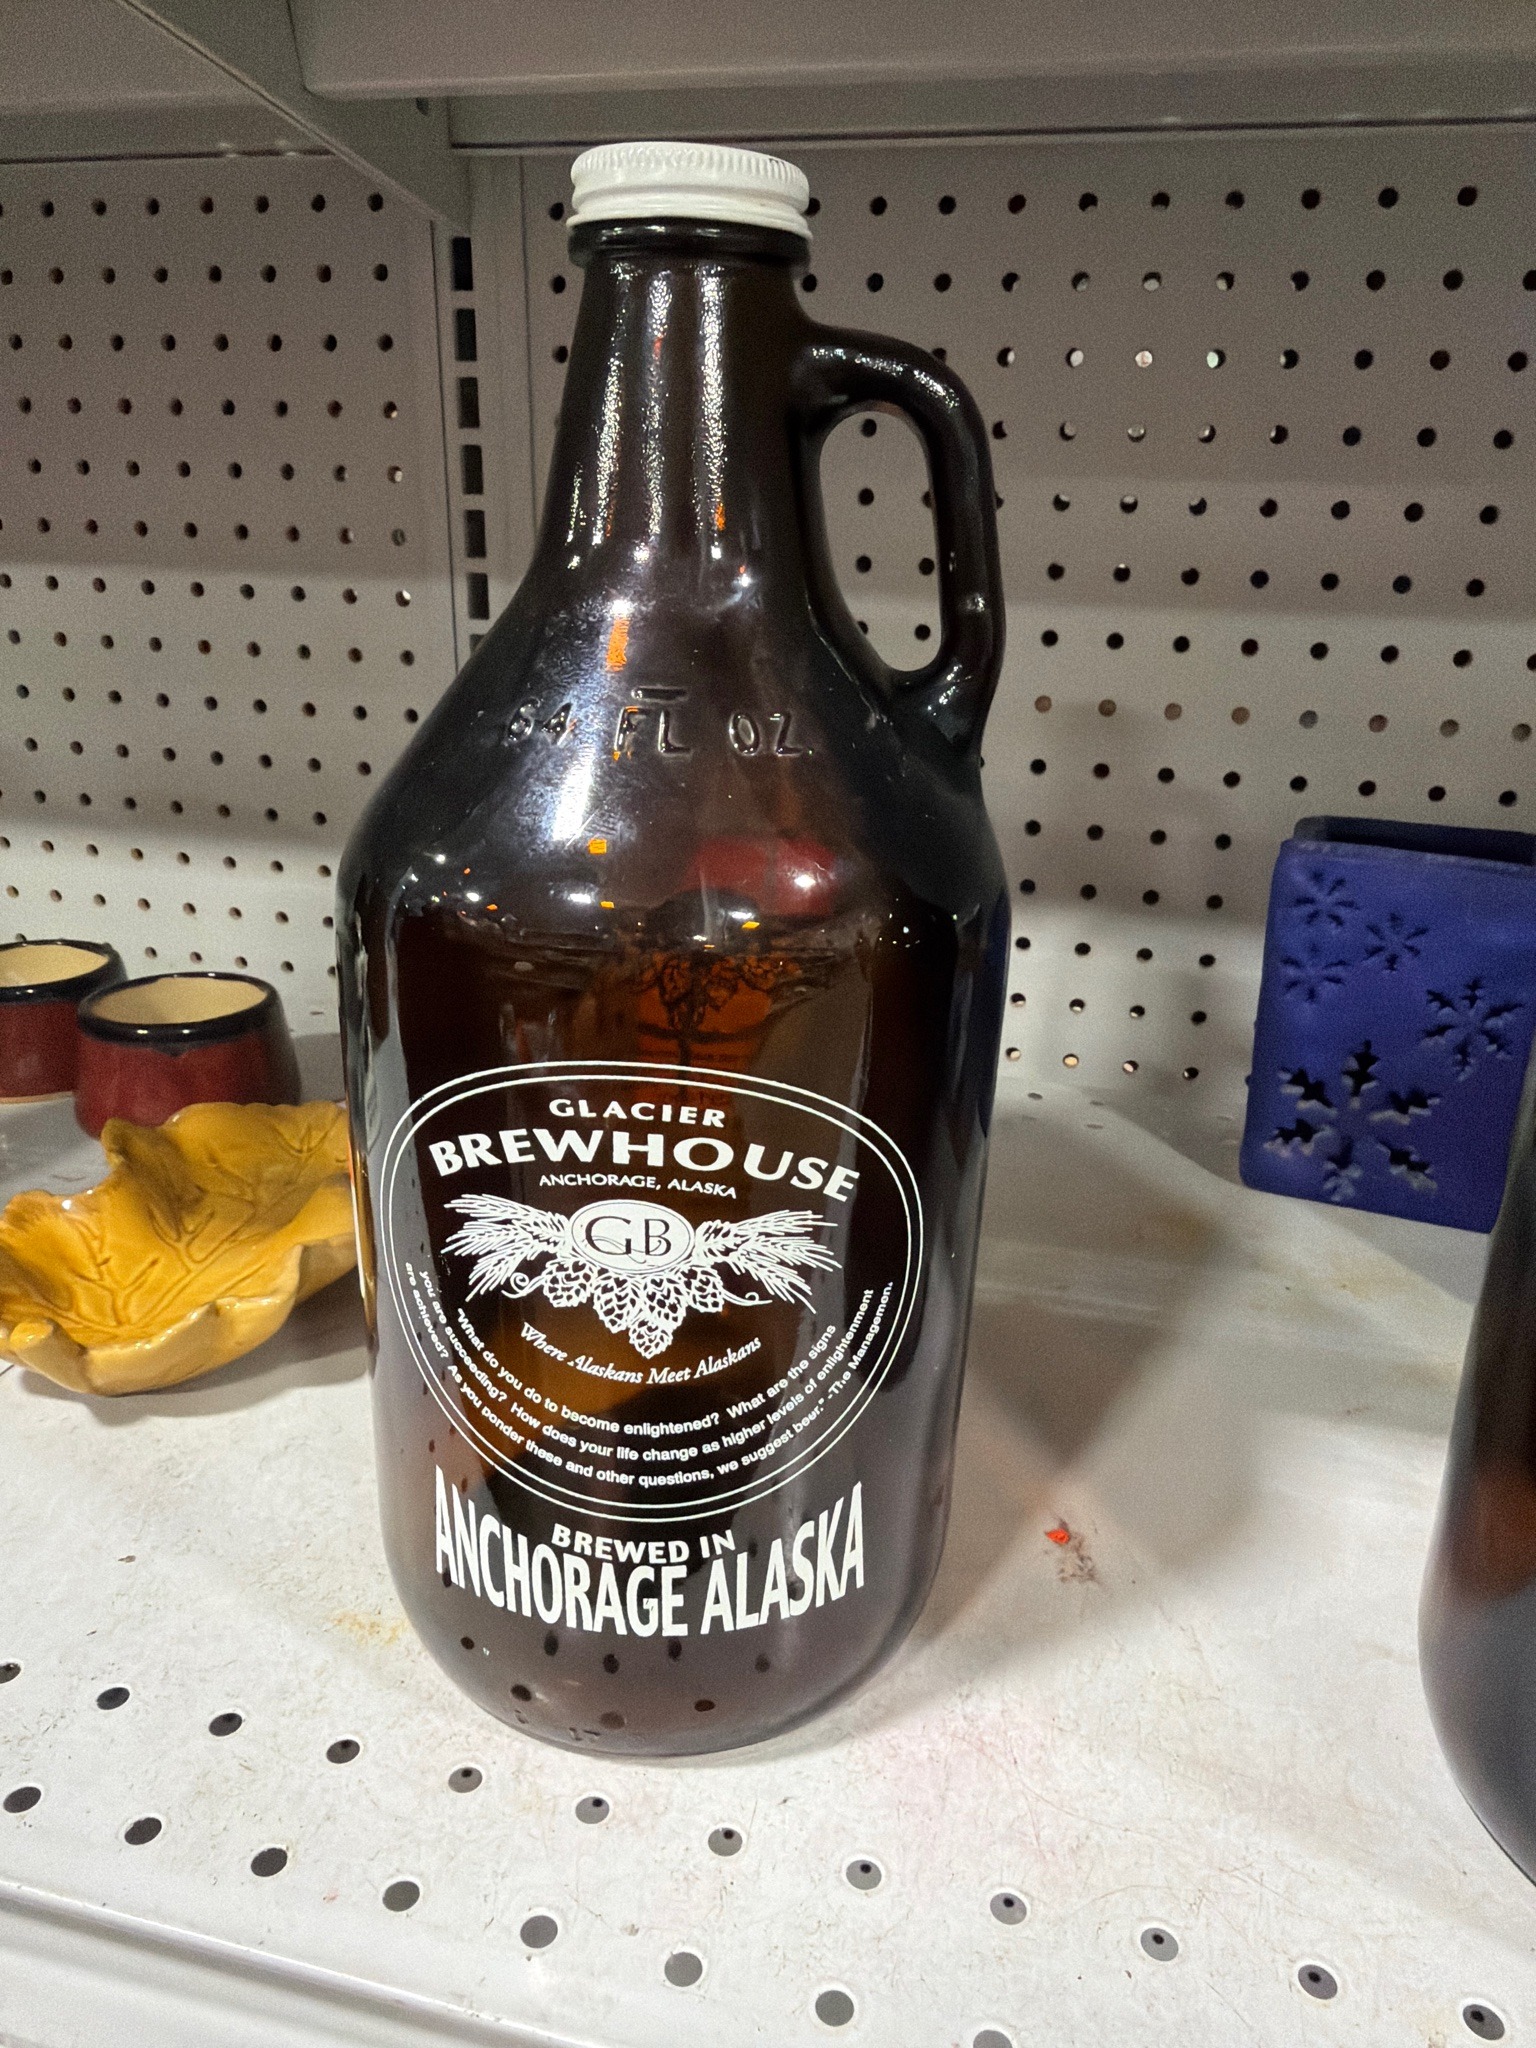 64 FL OZ.
GLACIER
BREWHOUSE
ANCHORAGE, ALASKA
GB
Where Alaskans Meet Alaskans
"What do you do to become enlightened? What are the signs
you are succeeding? How does your life change as higher levels of enlightenment
are achieved? As you ponder these and other questions, we suggest beer." -The Management
BREWED IN
ANCHORAGE ALASKA